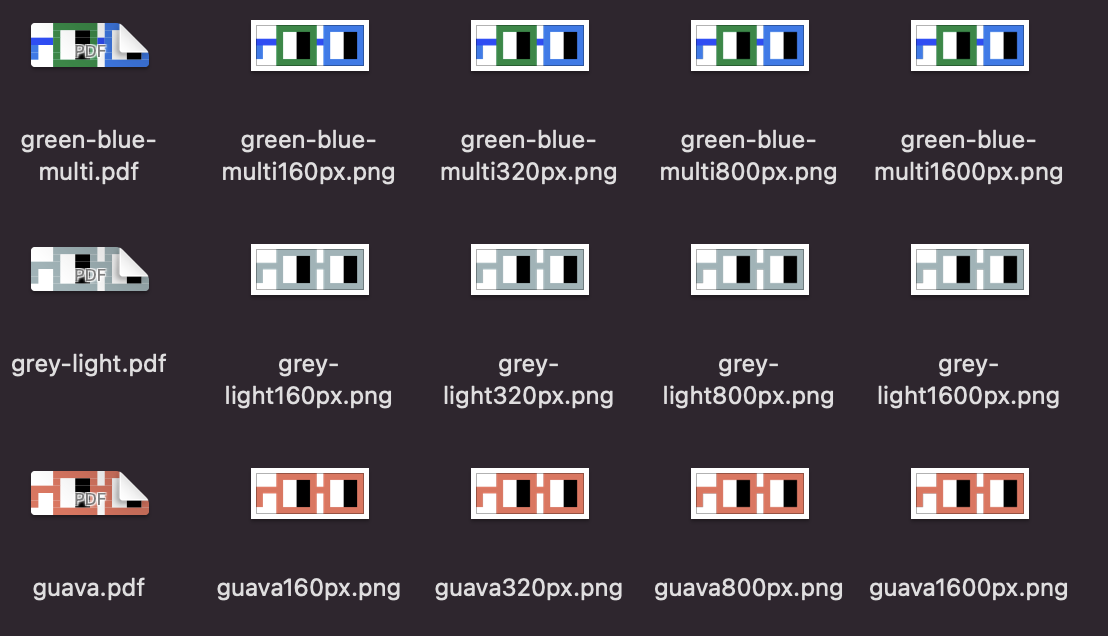 PDF
green-blue-
multi.pdf
green-blue-
multi160px.png
green-blue-
multi320px.png
green-blue-
multi800px.png
green-blue-
multi1600px.png
PDF
grey-light.pdf
grey-
light160px.png
grey-
light320px.png
grey-
light800px.png
grey-
light1600px.png
PDF
guava.pdf
guava160px.png
guava320px.png
guava800px.png
guava1600px.png